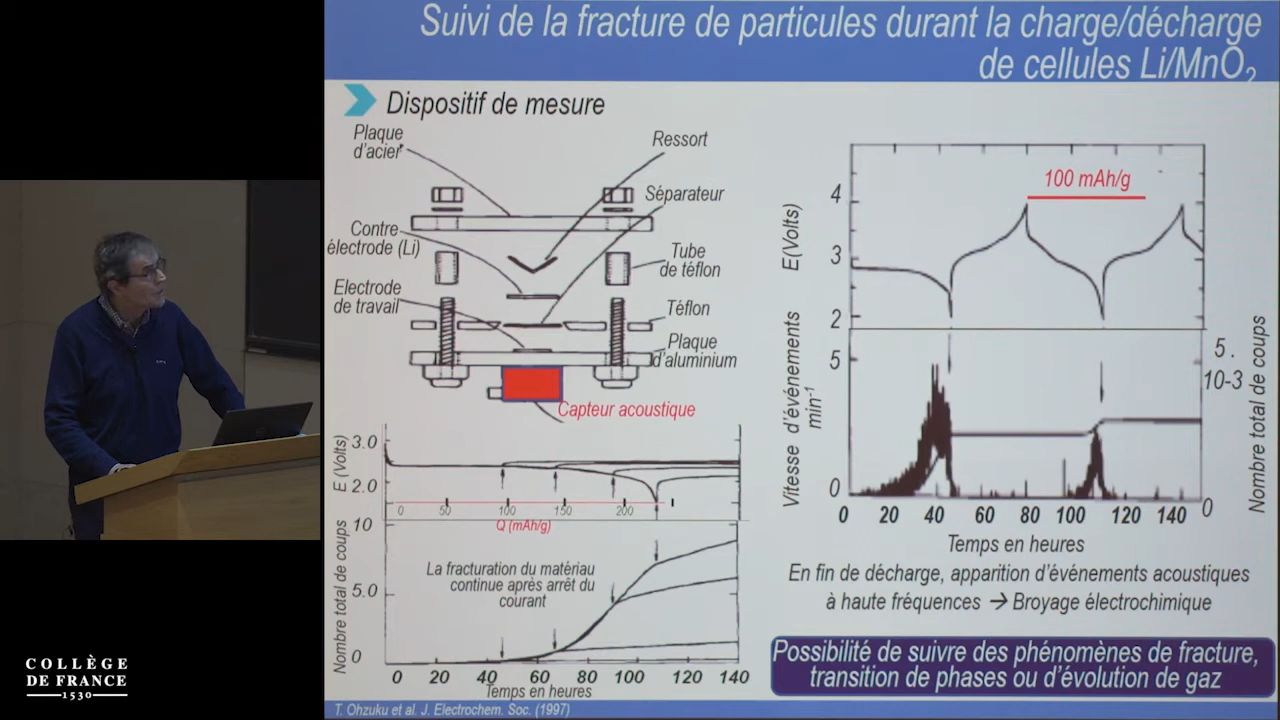 Suivi de la fracture de particules durant la charge/décharge
de cellules Li/MnO2
Dispositif de mesure
Plaque
d'acier
Ressort
Séparateur
Contre
électrode (Li)
Tube
de téflon
Electrode
de travail
Téflon
Plaque
d'aluminium
Capteur acoustique
E (Volts)
3.0
2.0
0 50 100 150 200
Q (mAh/g)
Nombre total de coups
10
5.0
0
La fracturation du matériau
continue après arrêt du
courant
0 20 40 60 80 100 120 140
Temps en heures
T. Ohzuku et al. J. Electrochem. Soc. (1997)
100 mAh/g
E(Volts)
4
3
2
Vitesse d'événements
min-1
5
0
5 .
10-3
0
Nombre total de coups
0 20 40 60 80 100 120 140
Temps en heures
En fin de décharge, apparition d'événements acoustiques
à haute fréquences → Broyage électrochimique
Possibilité de suivre des phénomènes de fracture,
transition de phases ou d'évolution de gaz
COLLÈGE
DE FRANCE
1530